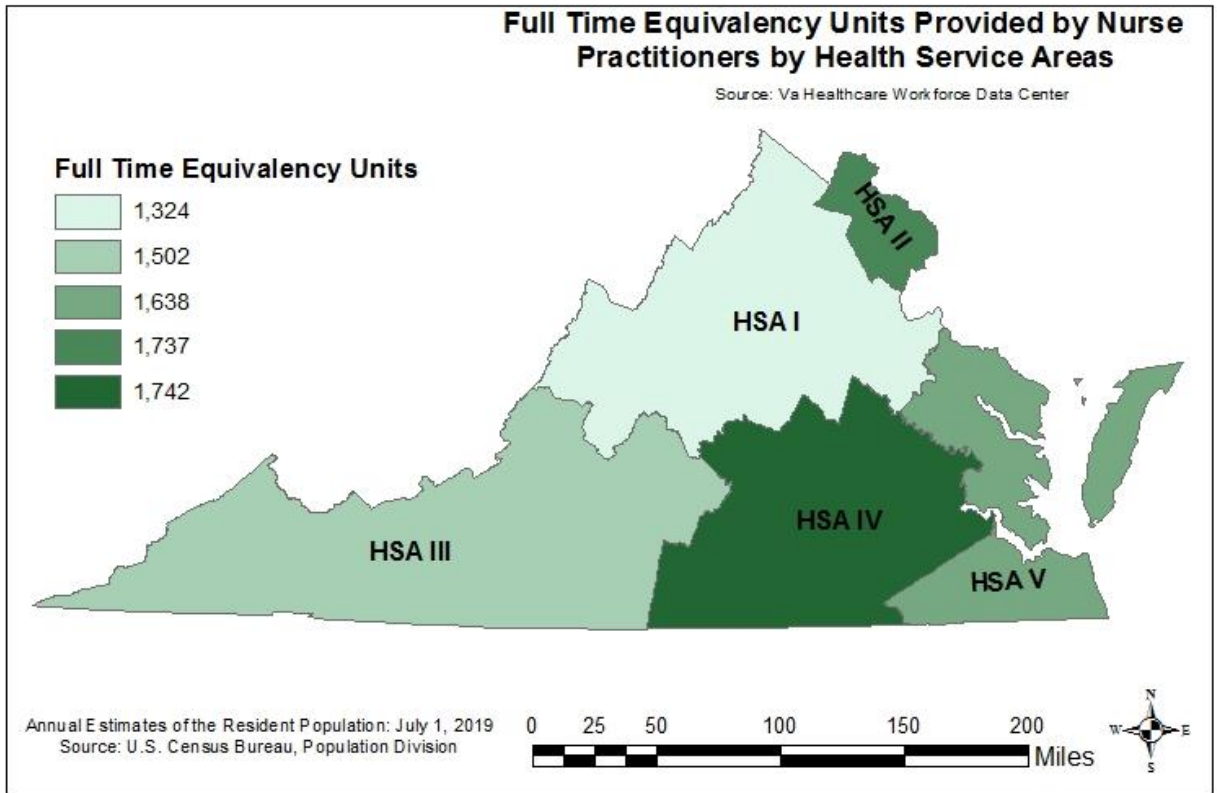 Full Time Equivalency Units Provided by Nurse
Practitioners by Health Service Areas
Source: Va Healthcare Workforce Data Center
Full Time Equivalency Units
1,324
1,502
1,638
1,737
1,742
HSA II
HSA I
HSA IV
HSA III
HSA V
Annual Estimates of the Resident Population: July 1, 2019
Source: U.S. Census Bureau, Population Division
0 25 50 100 150 200
Miles
N
W E
S